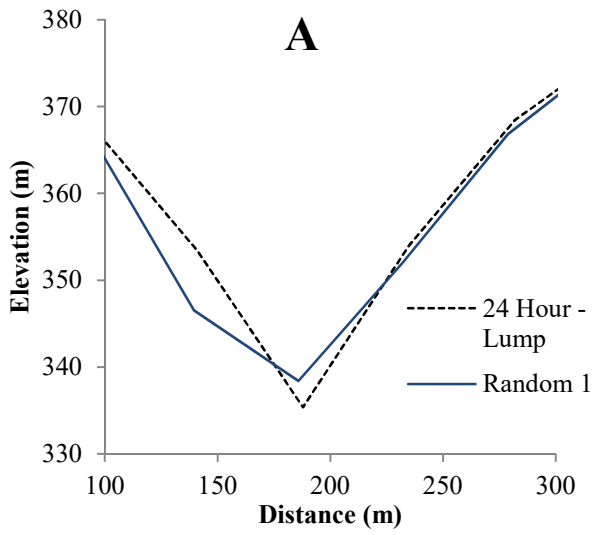 A
380
370
360
350
340
330
Elevation (m)
24 Hour -
Lump
Random 1
100
150
200
250
300
Distance (m)